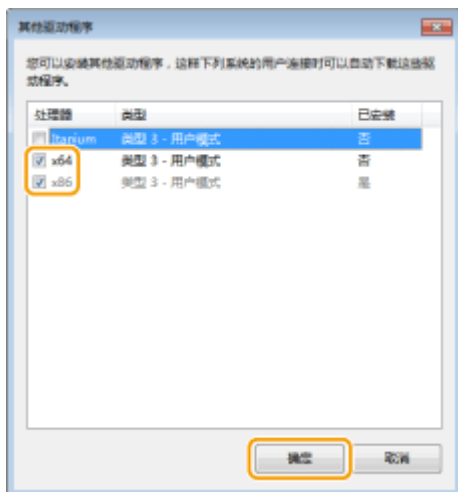 其他驱动程序
您可以安装其他驱动程序，这样下列系统的用户连接时可以自动下载这些驱
动程序。
处理器 类型 已安装
Itanium 类型 3 - 用户模式 否
x64 类型 3 - 用户模式 否
x86 类型 3 - 用户模式 是
确定 取消